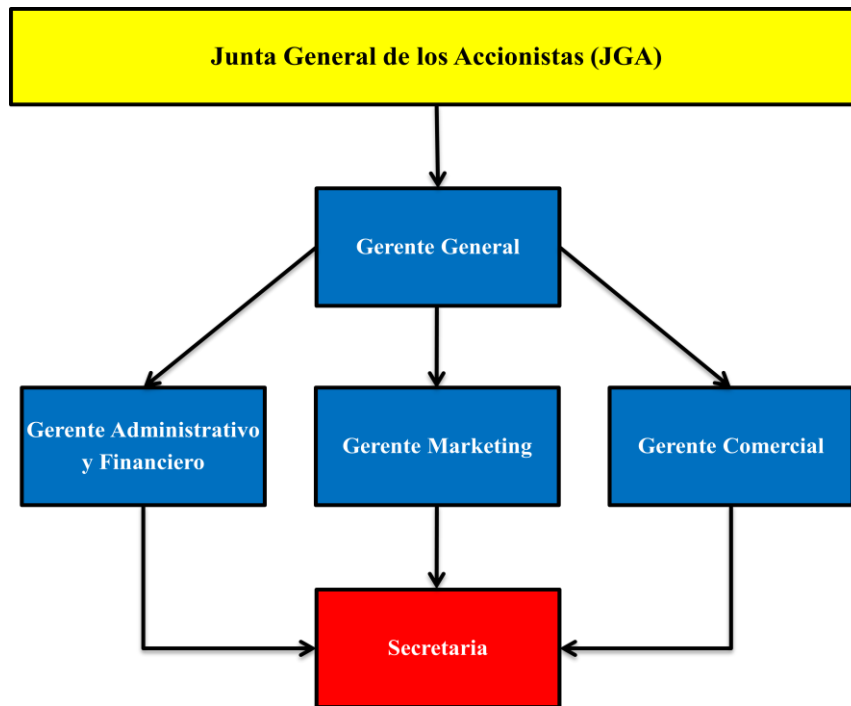 Junta General de los Accionistas (JGA)
Gerente General
Gerente Administrativo
y Financiero
Gerente Marketing
Gerente Comercial
Secretaria